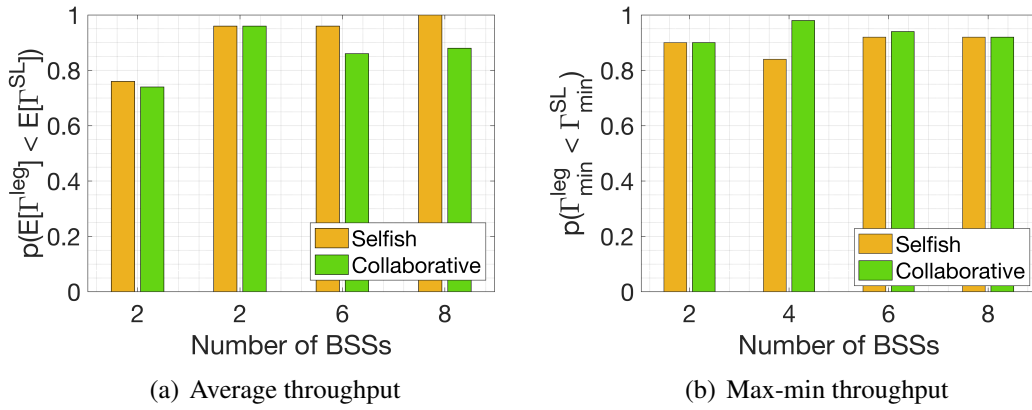 1
0.8
0.6
0.4
0.2
0
p(E[Γ^leg] < E[Γ^SL])
Selfish
Collaborative
2 2 6 8
Number of BSSs
(a) Average throughput
1
0.8
0.6
0.4
0.2
0
p(Γ^leg_min < Γ^SL_min)
Selfish
Collaborative
2 4 6 8
Number of BSSs
(b) Max-min throughput